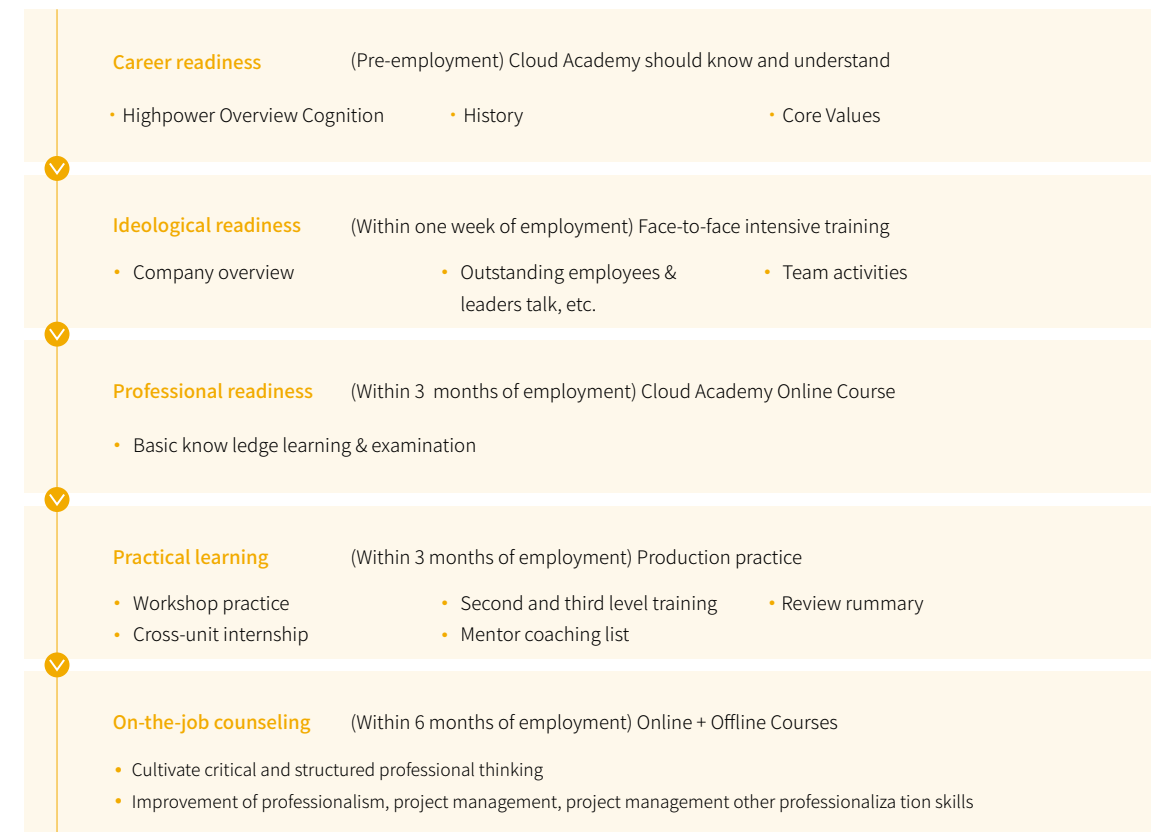 Career readiness (Pre-employment) Cloud Academy should know and understand
• Highpower Overview Cognition • History • Core Values
Ideological readiness (Within one week of employment) Face-to-face intensive training
• Company overview • Outstanding employees & • Team activities
leaders talk, etc.
Professional readiness (Within 3 months of employment) Cloud Academy Online Course
• Basic know ledge learning & examination
Practical learning (Within 3 months of employment) Production practice
• Workshop practice • Second and third level training • Review rummary
• Cross-unit internship • Mentor coaching list
On-the-job counseling (Within 6 months of employment) Online + Offline Courses
• Cultivate critical and structured professional thinking
• Improvement of professionalism, project management, project management other professionaliza tion skills